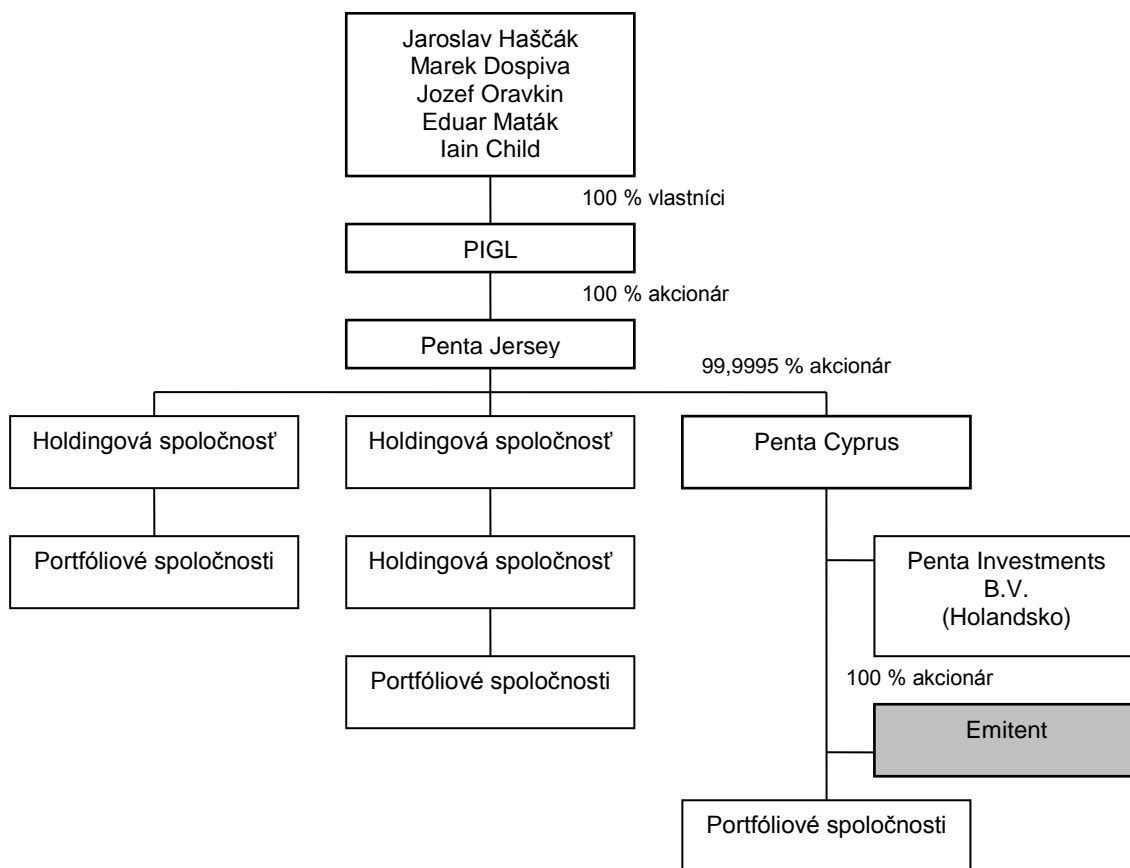 Jaroslav Haščák
Marek Dospiva
Jozef Oravkin
Eduar Maták
Iain Child
100 % vlastníci
PIGL
100 % akcionár
Penta Jersey
99,9995 % akcionár
Holdingová spoločnosť
Holdingová spoločnosť
Penta Cyprus
Portfóliové spoločnosti
Holdingová spoločnosť
Penta Investments
B.V.
(Holandsko)
Portfóliové spoločnosti
100 % akcionár
Emitent
Portfóliové spoločnosti